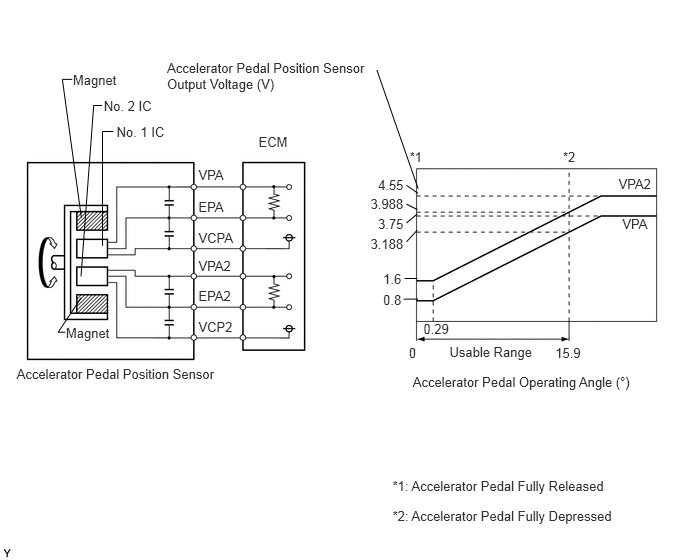 Accelerator Pedal Position Sensor
Output Voltage (V)
Magnet
No. 2 IC
No. 1 IC
ECM
VPA
EPA
VCPA
VPA2
EPA2
VCP2
Magnet
Accelerator Pedal Position Sensor
*1
*2
4.55
3.988
3.75
3.188
1.6
0.8
VPA2
VPA
0.29
0
Usable Range
15.9
Accelerator Pedal Operating Angle (°)
*1: Accelerator Pedal Fully Released
*2: Accelerator Pedal Fully Depressed
Y